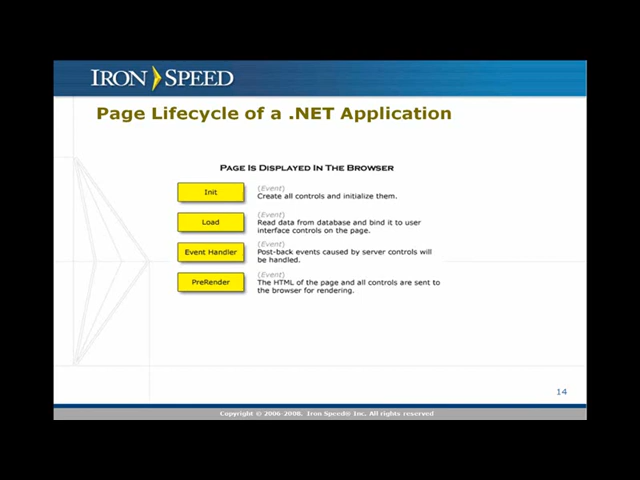 IRON SPEED
Page Lifecycle of a .NET Application
PAGE IS DISPLAYED IN THE BROWSER
Init
(Event)
Create all controls and initialize them.
Load
(Event)
Read data from database and bind it to user
interface controls on the page.
Event Handler
(Event)
Post-back events caused by server controls will
be handled.
PreRender
(Event)
The HTML of the page and all controls are sent to
the browser for rendering.
14
Copyright © 2006-2008. Iron Speed® Inc. All rights reserved